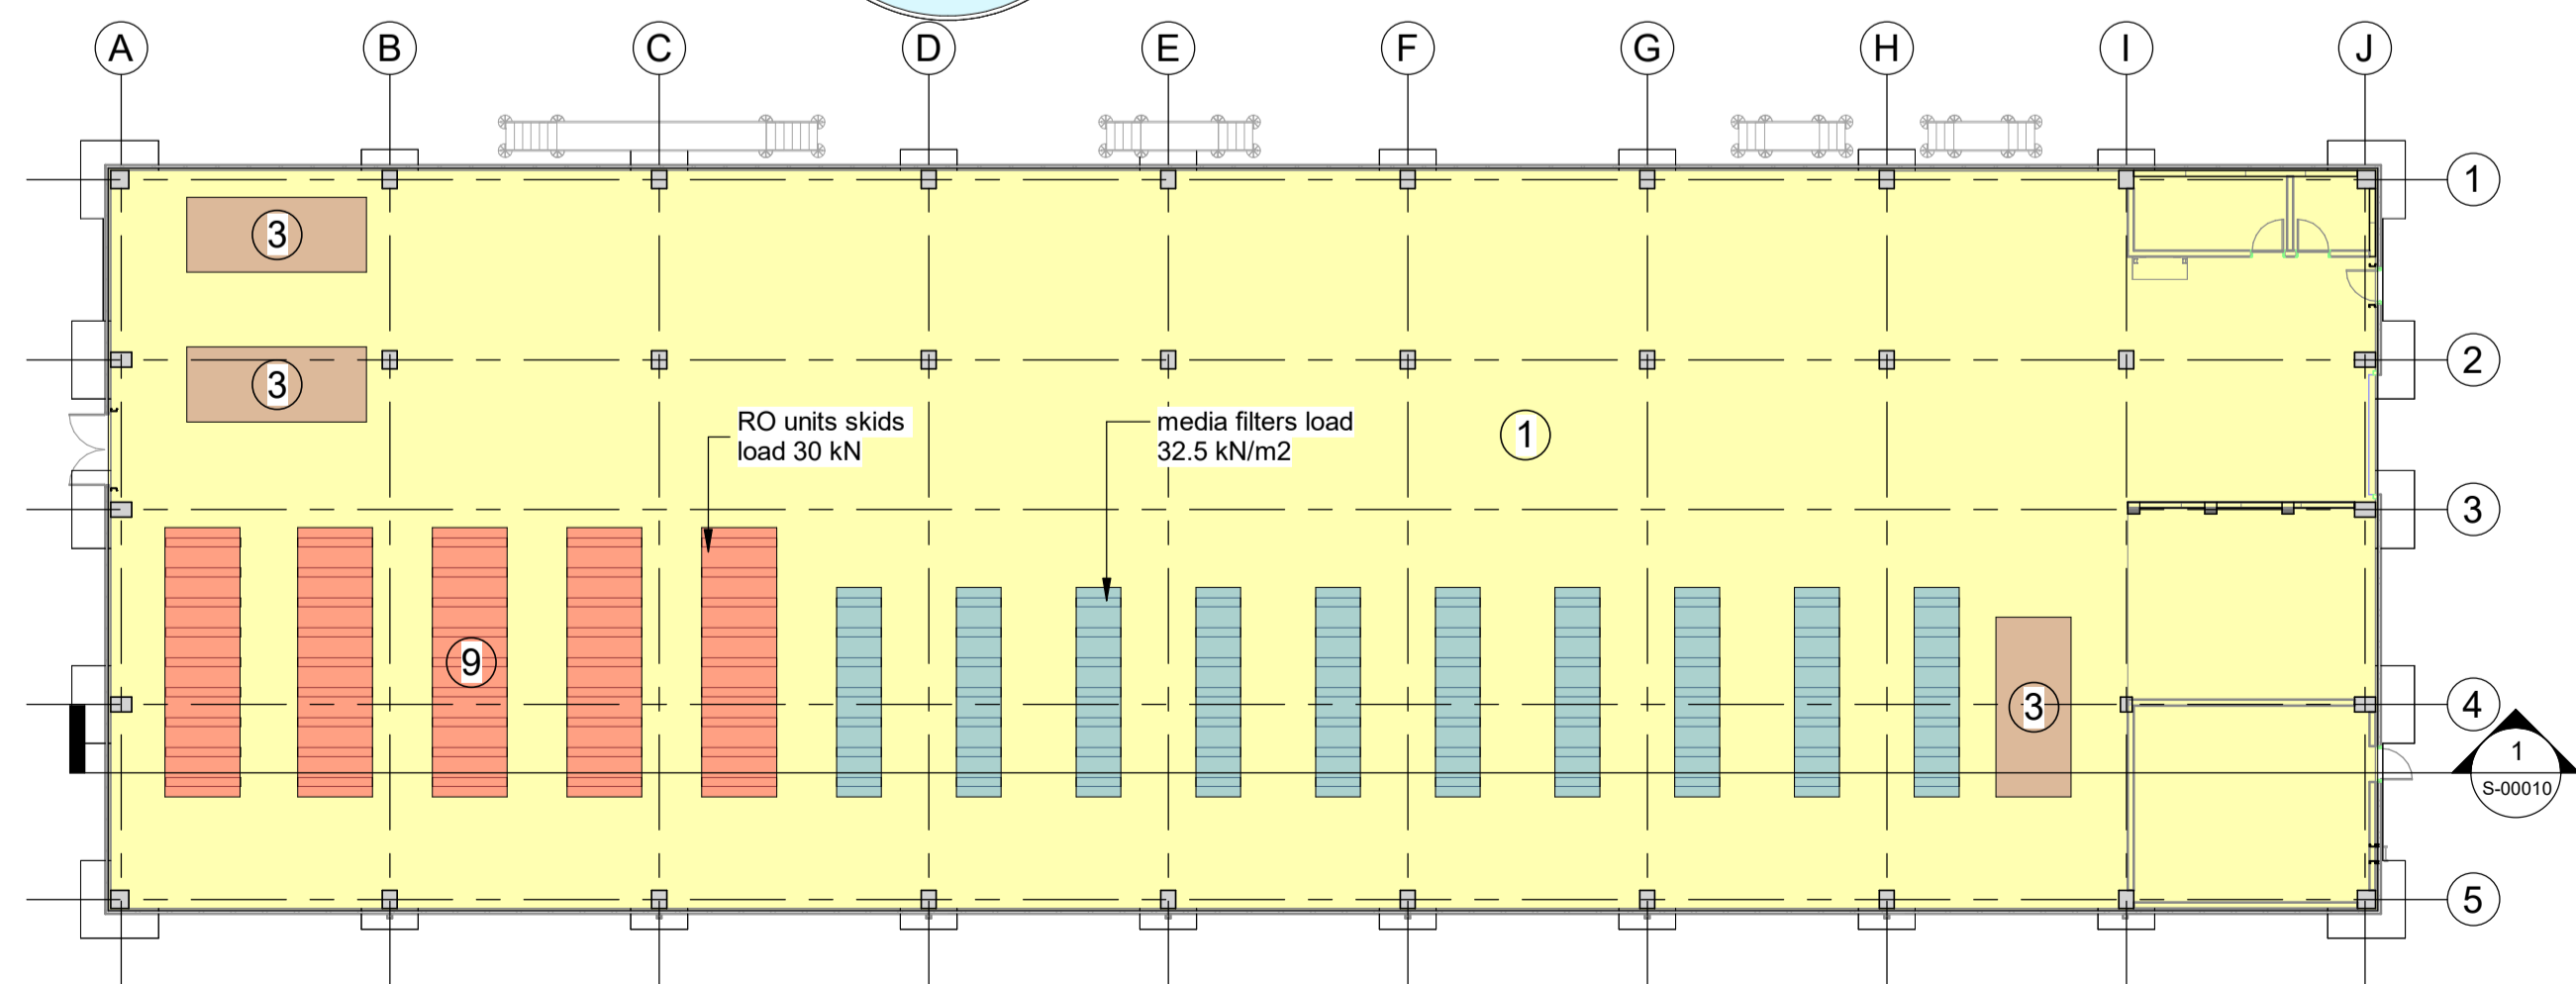 A B C D E F G H I J
1
3
2
3
RO units skids
load 30 kN
media filters load
32.5 kN/m2
1
3
9
3
4
1
S-00010
5